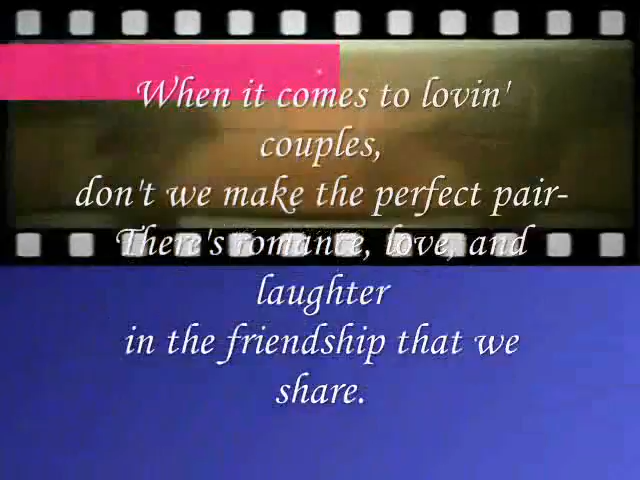 When it comes to lovin'
couples,
don't we make the perfect pair-
There's romance, love, and
laughter
in the friendship that we
share.